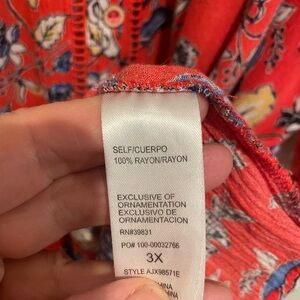 SELF/CUERPO
100% RAYON/RAYON
EXCLUSIVE OF
ORNAMENTATION
EXCLUSIVO DE
ORNAMENTACION
RN#39831
PO# 100-00032766
3X
STYLE AJX98571E